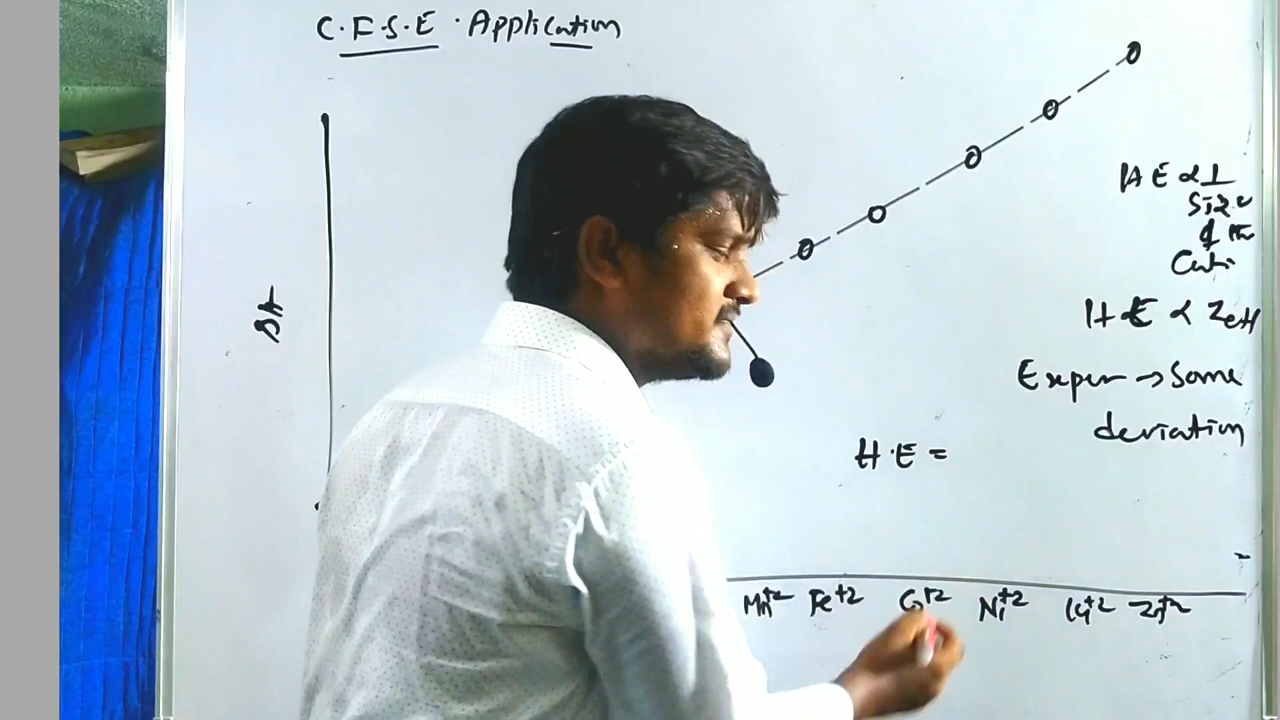 C.F.S.E. Application
ΔH
H E ∝ 1
Size
of the
H E ∝ Zeff
Exper → Some
deviation
H.E =
Mn+2 Fe+2 Co+2 Ni+2 Cu+2 Zn+2